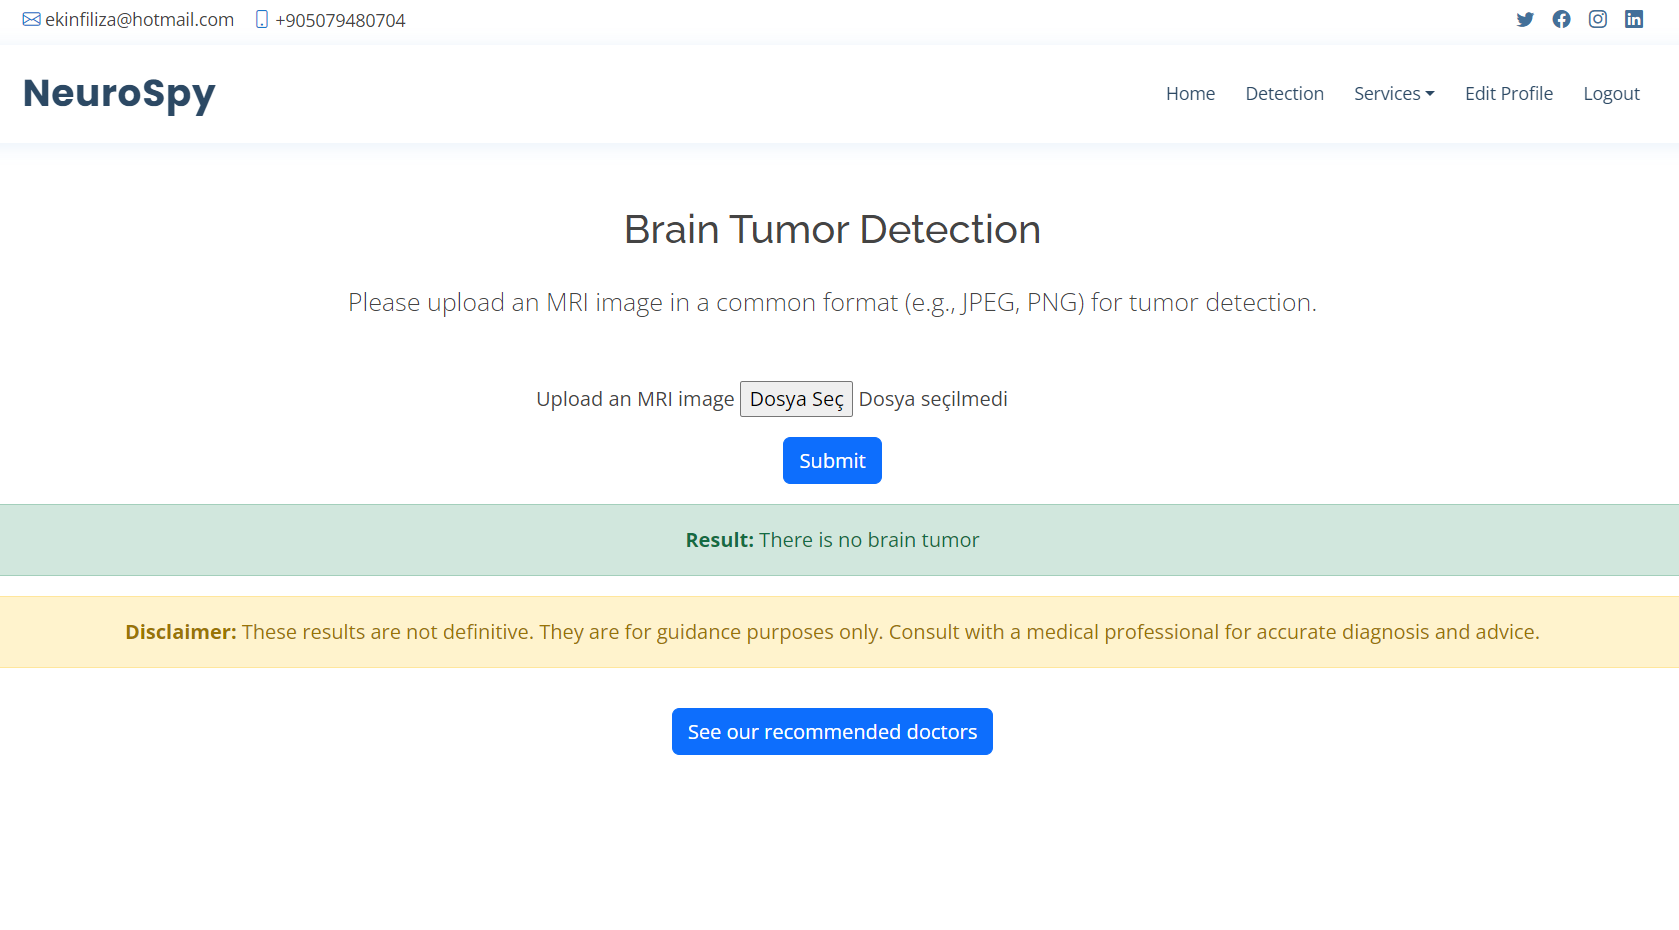 ekinfiliza@hotmail.com +905079480704
NeuroSpy
Home Detection Services Edit Profile Logout
Brain Tumor Detection
Please upload an MRI image in a common format (e.g., JPEG, PNG) for tumor detection.
Upload an MRI image Dosya Seç Dosya seçilmedi
Submit
Result: There is no brain tumor
Disclaimer: These results are not definitive. They are for guidance purposes only. Consult with a medical professional for accurate diagnosis and advice.
See our recommended doctors